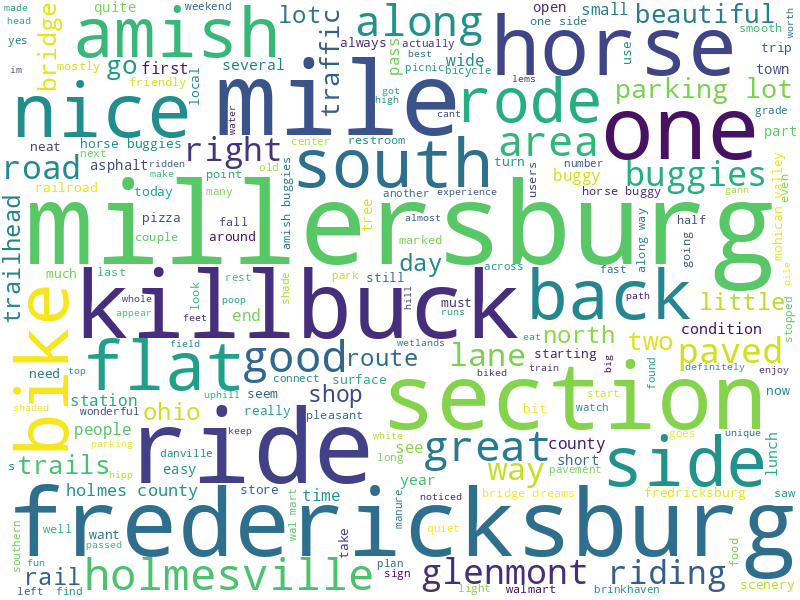 made
head
quite
weekend
amish
along
open
small
beautiful
yes
bridge
lot
traffic
always
actually
pass
one side
smooth
worth
im
mostly
go
first
several
horse
use
trip
friendly
local
best
picnic
bicycle
wide
town
nice
mile
got
high
lems
rode
parking lot
cant
one
grade
part
neat
horse buggies
right
water
center
restroom
area
road
next
asphalt
ridden
old
south
turn
number
buggies
even
make
point
another
experience
users
buggy
gann
railroad
today
many
amish buggies
tree
horse buggy
mohican valley
trailhead
pizza
fall
almost
half
couple
around
marked
along way
going
millersburg
much
last
look
rest
shade
park
still
day
across
fast
pile
bike
killbuck
whole
poop
hill
must
path
back
little
stopped
appear
feet
end
runs
condition
flat
field
good
route
wetlands
eat
north
two
paved
lane
starting
train
big
need
top
uphill
connect
surface
biked
found
definitely
enjoy
station
seem
shop
section
start
now
shaded
wonderful
ohio
really
pleasant
bit
watch
people
parking
ride
keep
white
great
county
goes
unique
s
trails
hipp
danville
easy
long
see
way
short
side
lunch
holmes county
store
time
year
noticed
bridge dreams
fredricksburg
saw
southern
well
want
wal mart
manure
quiet
fredericksburg
passed
take
food
fun
rail
holmesville
plan
sign
glenmont
riding
scenery
left
find
light
walmart
brinkhaven